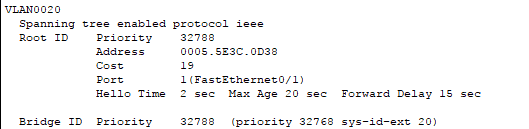 VLAN0020
Spanning tree enabled protocol ieee
Root ID Priority 32788
Address 0005.5E3C.0D38
Cost 19
Port 1(FastEthernet0/1)
Hello Time 2 sec Max Age 20 sec Forward Delay 15 sec
Bridge ID Priority 32788 (priority 32768 sys-id-ext 20)